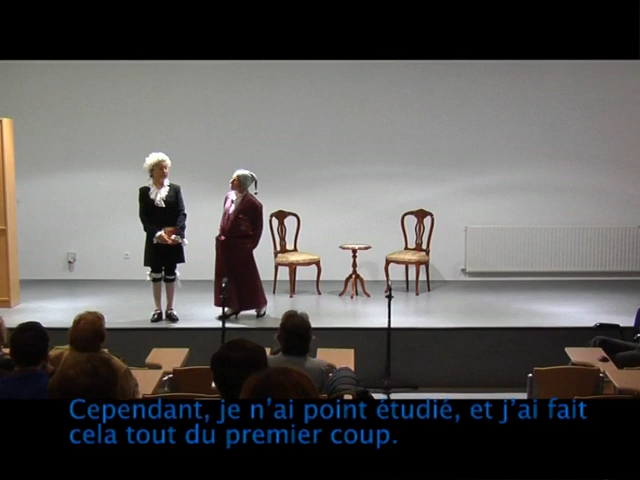 Cependant, je n'ai point étudié, et j'ai fait
cela tout du premier coup.